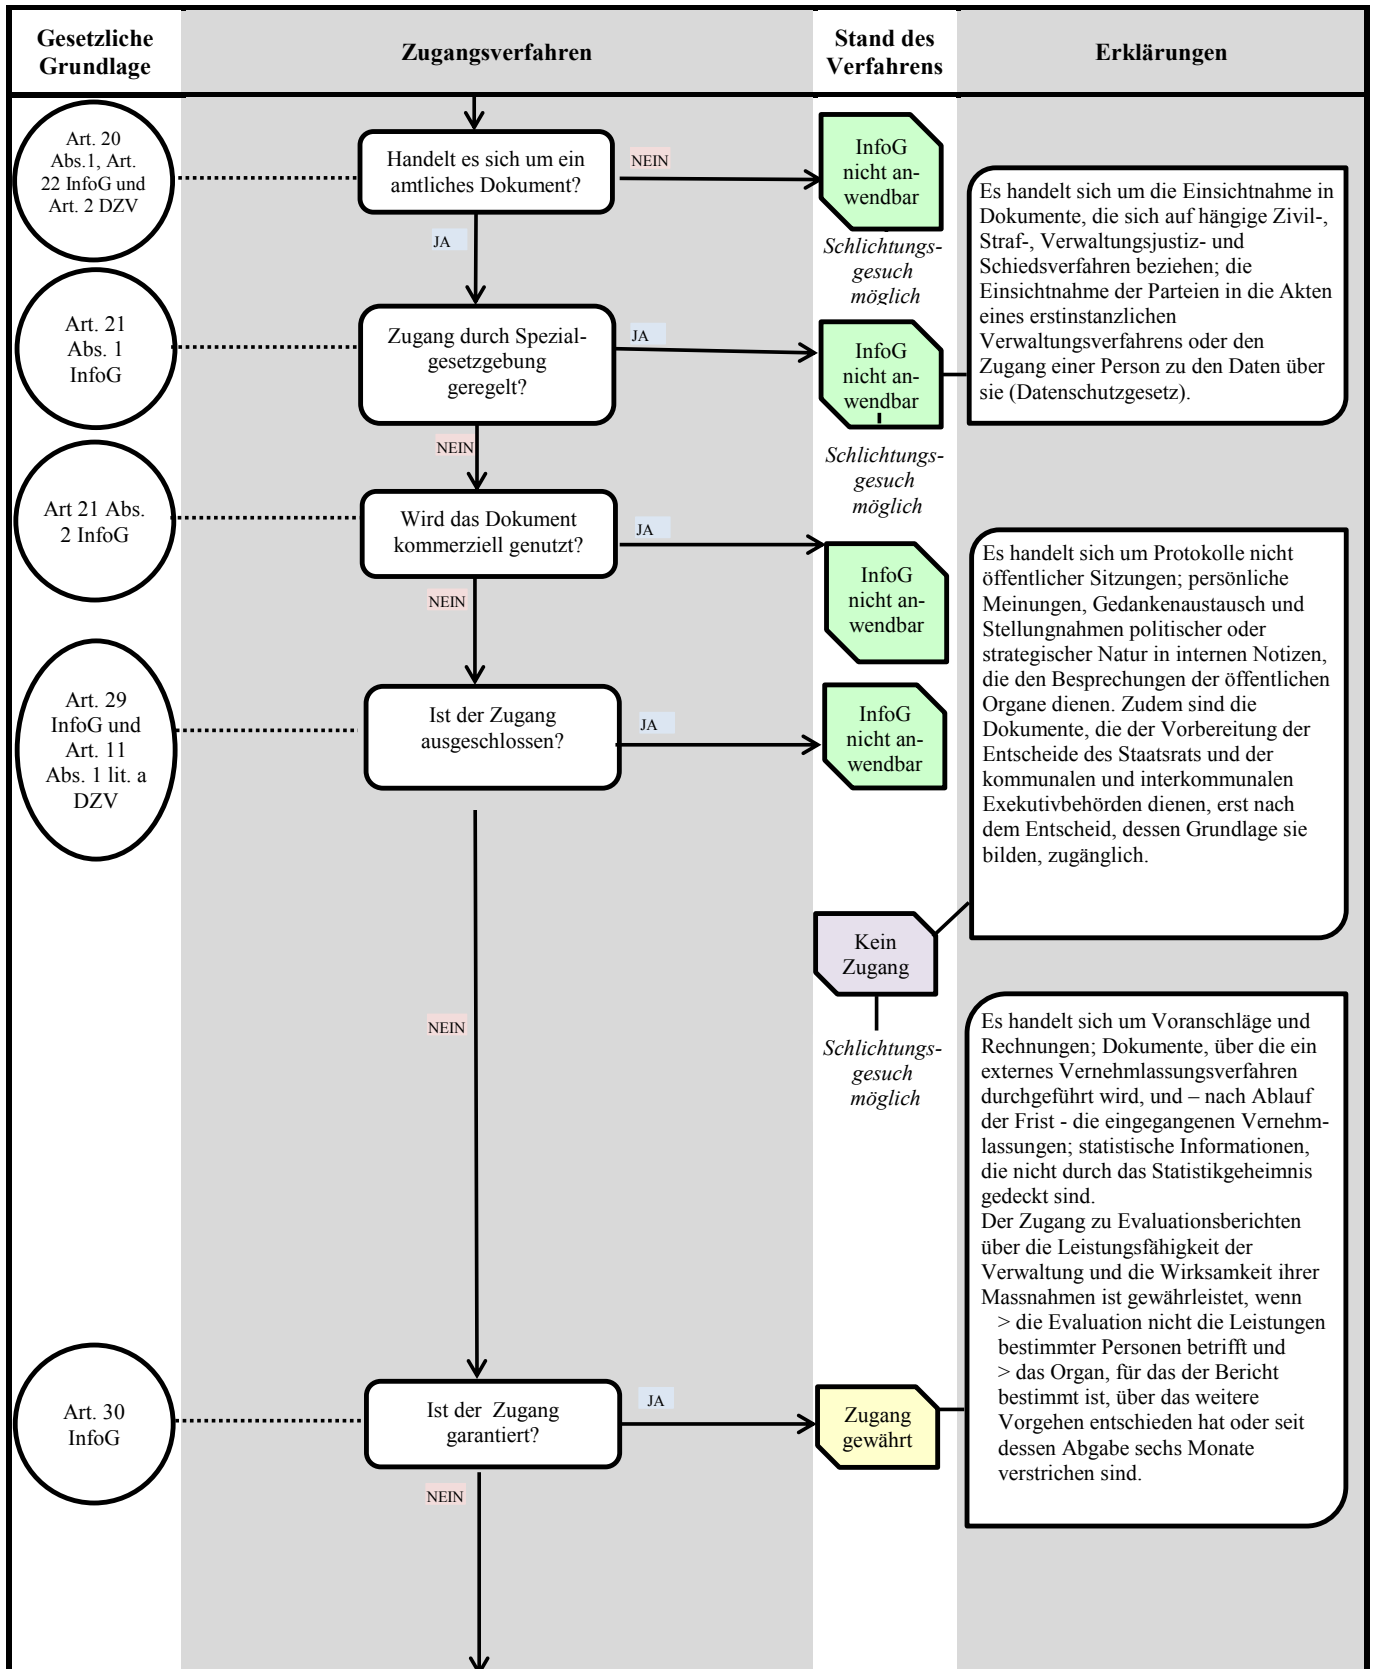 Gesetzliche
Grundlage
Zugangsverfahren
Stand des
Verfahrens
Erklärungen
Art. 20
Abs.1, Art.
22 InfoG und
Art. 2 DZV
Handelt es sich um ein
amtliches Dokument?
NEIN
JA
InfoG
nicht an-
wendbar
Schlichtungs-
gesuch
möglich
Es handelt sich um die Einsichtnahme in
Dokumente, die sich auf hängige Zivil-,
Straf-, Verwaltungsjustiz- und
Schiedsverfahren beziehen; die
Einsichtnahme der Parteien in die Akten
eines erstinstanzlichen
Verwaltungsverfahrens oder den
Zugang einer Person zu den Daten über
sie (Datenschutzgesetz).
Art. 21
Abs. 1
InfoG
Zugang durch Spezial-
gesetzgebung
geregelt?
JA
NEIN
InfoG
nicht an-
wendbar
Schlichtungs-
gesuch
möglich
Art 21 Abs.
2 InfoG
Wird das Dokument
kommerziell genutzt?
JA
NEIN
InfoG
nicht an-
wendbar
Es handelt sich um Protokolle nicht
öffentlicher Sitzungen; persönliche
Meinungen, Gedankenaustausch und
Stellungnahmen politischer oder
strategischer Natur in internen Notizen,
die den Besprechungen der öffentlichen
Organe dienen. Zudem sind die
Dokumente, die der Vorbereitung der
Entscheide des Staatsrats und der
kommunalen und interkommunalen
Exekutivbehörden dienen, erst nach
dem Entscheid, dessen Grundlage sie
bilden, zugänglich.
Art. 29
InfoG und
Art. 11
Abs. 1 lit. a
DZV
Ist der Zugang
ausgeschlossen?
JA
InfoG
nicht an-
wendbar
Kein
Zugang
NEIN
Schlichtungs-
gesuch
möglich
Es handelt sich um Voranschläge und
Rechnungen; Dokumente, über die ein
externes Vernehmlassungsverfahren
durchgeführt wird, und – nach Ablauf
der Frist - die eingegangenen Vernehm-
lassungen; statistische Informationen,
die nicht durch das Statistikgeheimnis
gedeckt sind.
Der Zugang zu Evaluationsberichten
über die Leistungsfähigkeit der
Verwaltung und die Wirksamkeit ihrer
Massnahmen ist gewährleistet, wenn
> die Evaluation nicht die Leistungen
bestimmter Personen betrifft und
> das Organ, für das der Bericht
bestimmt ist, über das weitere
Vorgehen entschieden hat oder seit
dessen Abgabe sechs Monate
verstrichen sind.
Art. 30
InfoG
Ist der Zugang
garantiert?
JA
Zugang
gewährt
NEIN